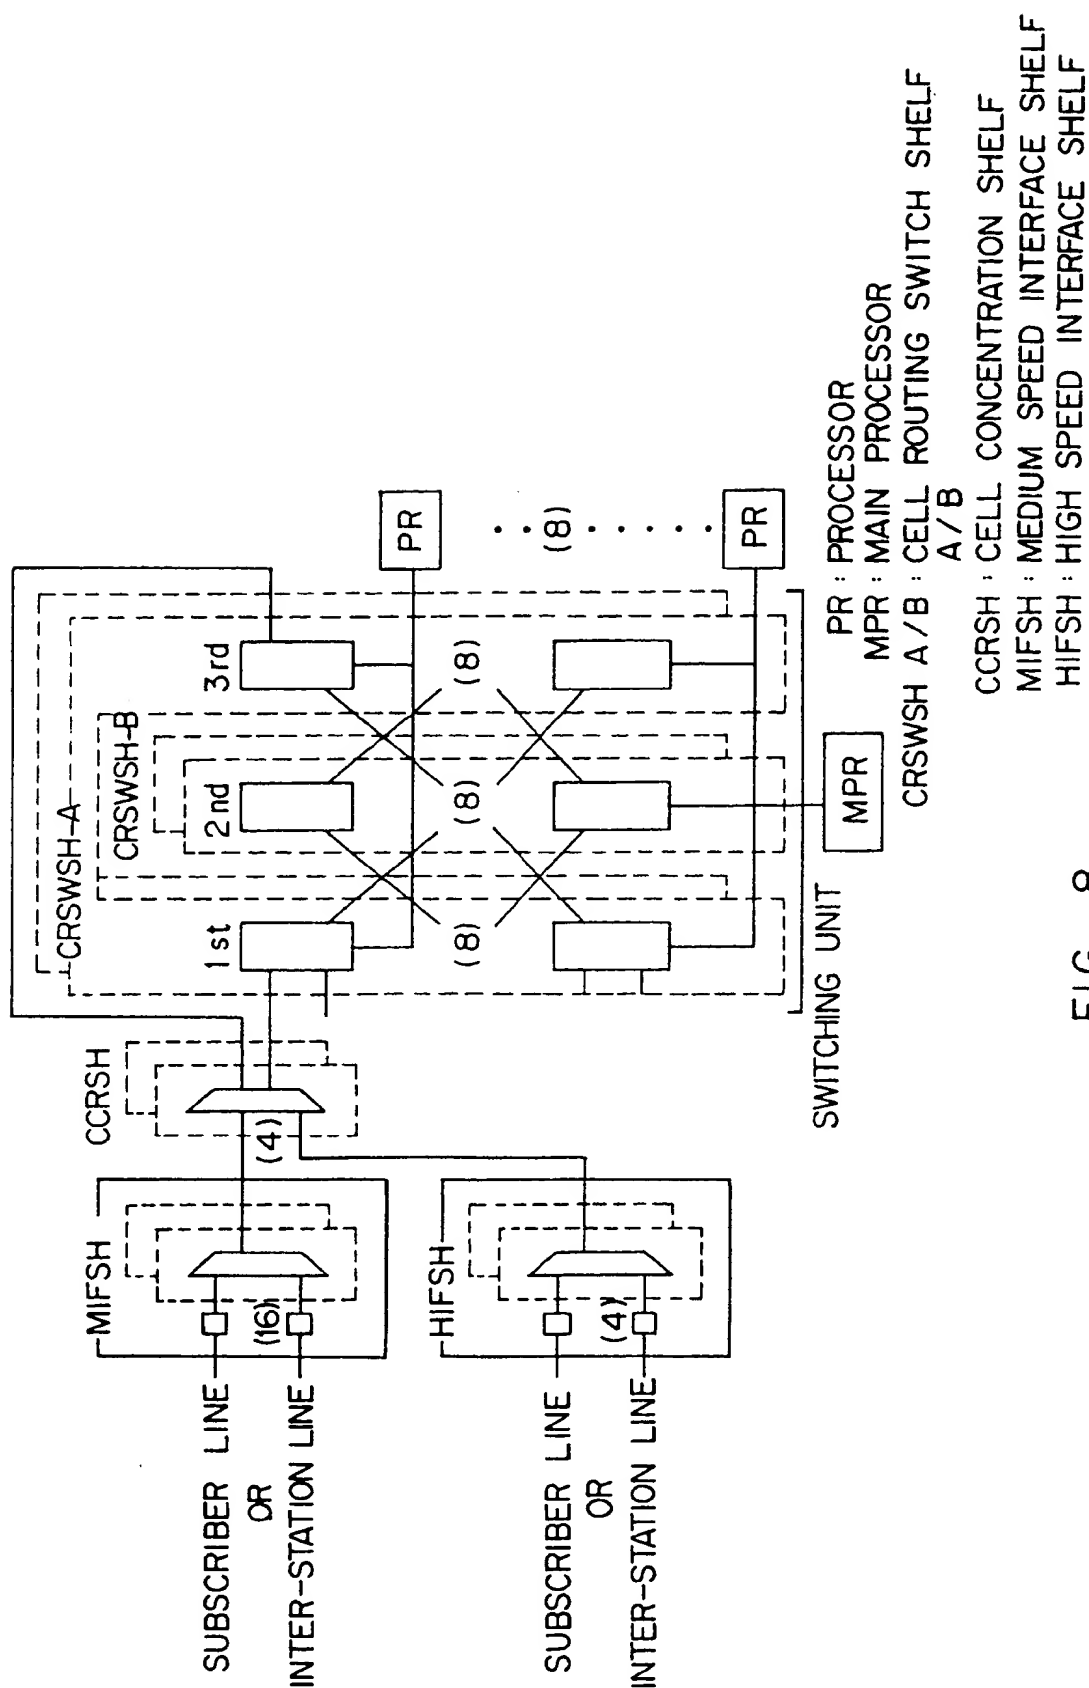 SUBSCRIBER LINE
OR
INTER-STATION LINE
MIFSH
(16)
SUBSCRIBER LINE
OR
INTER-STATION LINE
HIFSH
(4)
CCRSH
(4)
CRSWSH-A
CRSWSH-B
1st
2nd
3rd
(8)
(8)
(8)
PR
(8)
PR
MPR
SWITCHING UNIT
PR : PROCESSOR
MPR : MAIN PROCESSOR
CRSWSH A/B : CELL ROUTING SWITCH SHELF
A/B
CCRSH : CELL CONCENTRATION SHELF
MIFSH : MEDIUM SPEED INTERFACE SHELF
HIFSH : HIGH SPEED INTERFACE SHELF